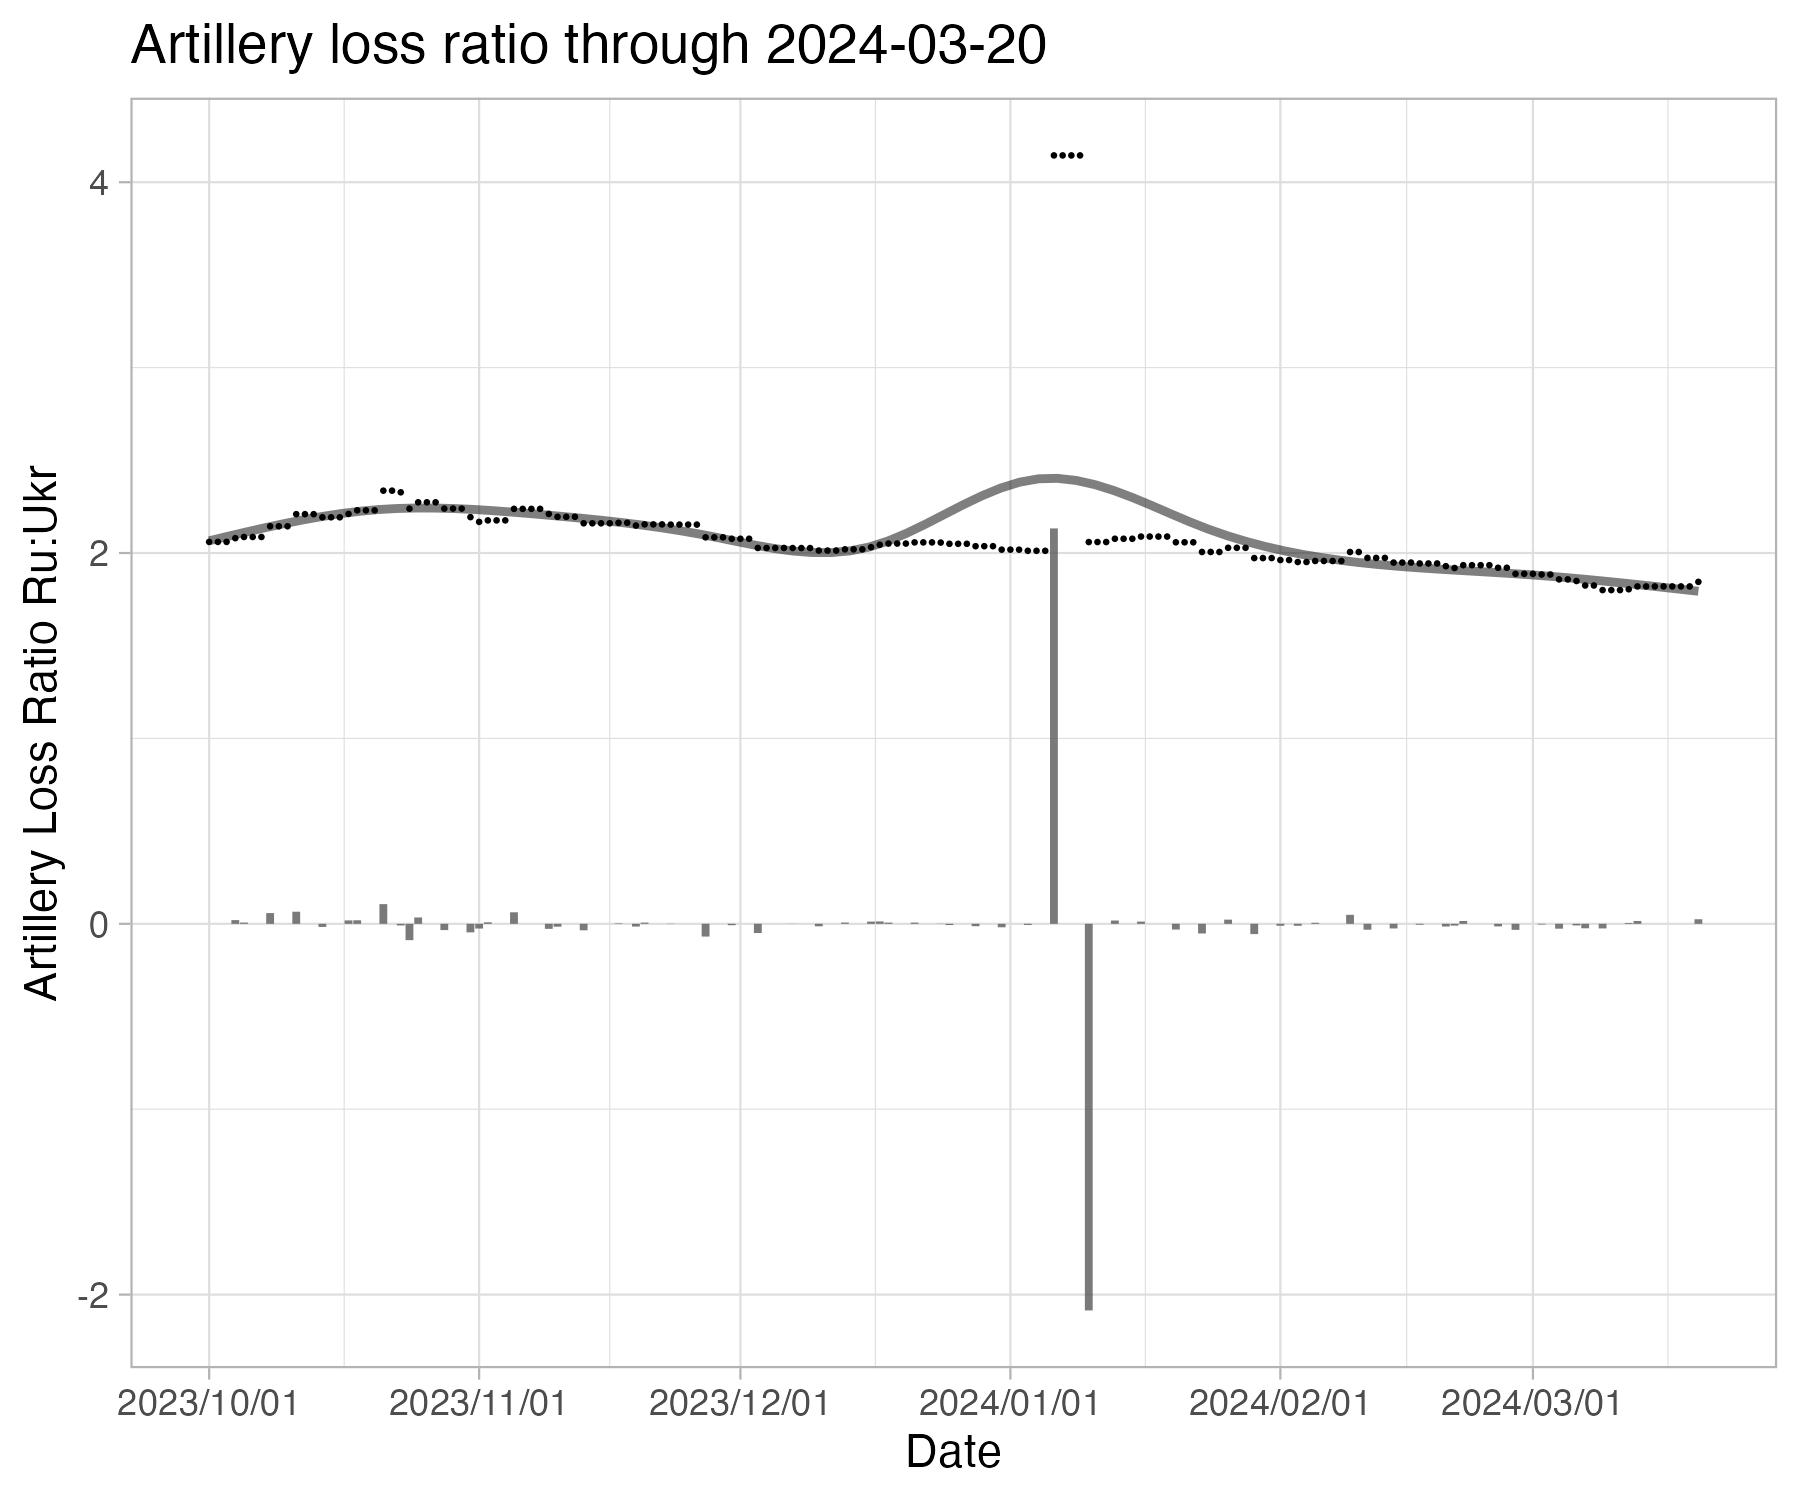 Artillery loss ratio through 2024-03-20
Artillery Loss Ratio Ru:Ukr
4
2
0
-2
2023/10/01 2023/11/01 2023/12/01 2024/01/01 2024/02/01 2024/03/01
Date